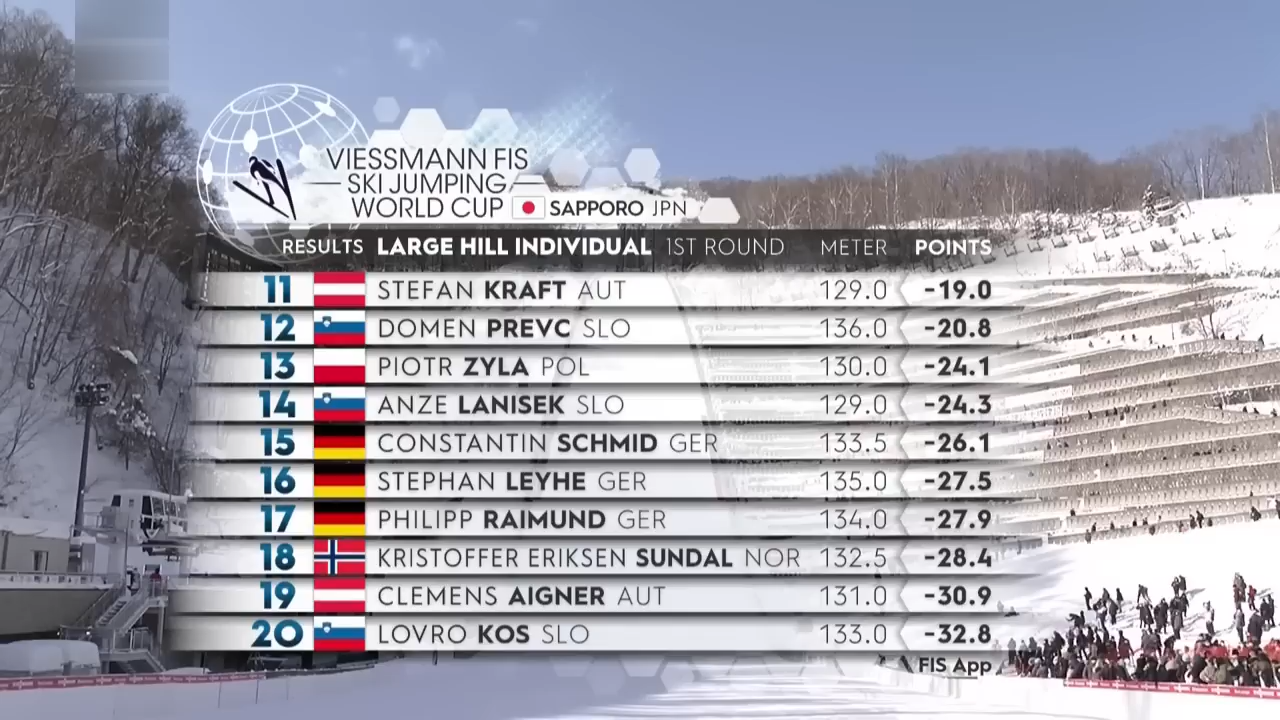 VIESSMANN FIS
SKI JUMPING
WORLD CUP SAPPORO JPN
RESULTS LARGE HILL INDIVIDUAL 1ST ROUND METER POINTS
11 STEFAN KRAFT AUT 129.0 -19.0
12 DOMEN PREVC SLO 136.0 -20.8
13 PIOTR ZYLA POL 130.0 -24.1
14 ANZE LANISEK SLO 129.0 -24.3
15 CONSTANTIN SCHMID GER 133.5 -26.1
16 STEPHAN LEYHE GER 135.0 -27.5
17 PHILIPP RAIMUND GER 134.0 -27.9
18 KRISTOFFER ERIKSEN SUNDAL NOR 132.5 -28.4
19 CLEMENS AIGNER AUT 131.0 -30.9
20 LOVRO KOS SLO 133.0 -32.8
FIS App